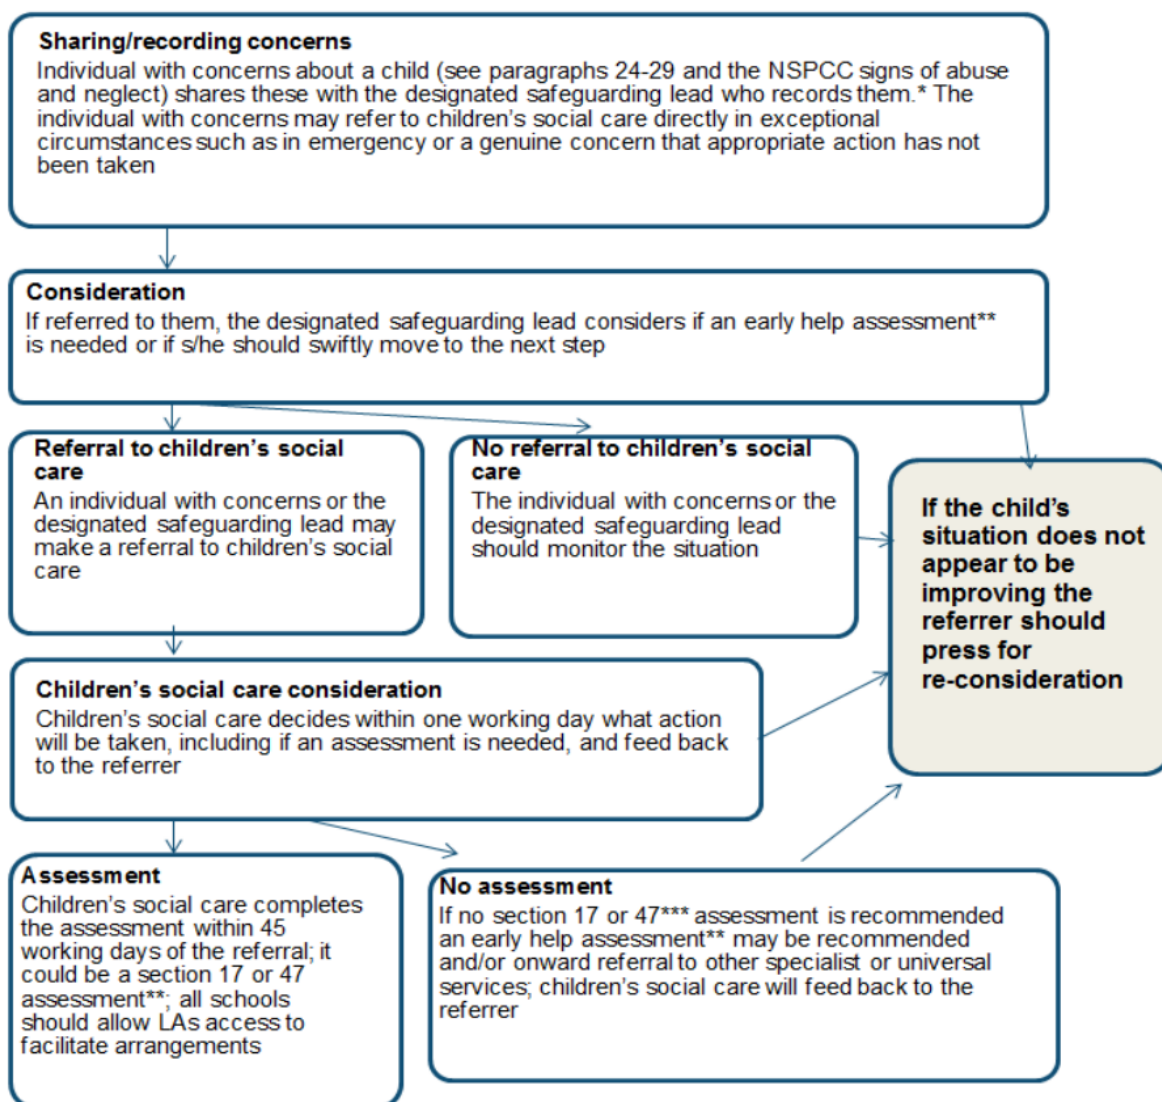 Sharing/recording concerns
Individual with concerns about a child (see paragraphs 24-29 and the NSPCC signs of abuse
and neglect) shares these with the designated safeguarding lead who records them.* The
individual with concerns may refer to children's social care directly in exceptional
circumstances such as in emergency or a genuine concern that appropriate action has not
been taken
Consideration
If referred to them, the designated safeguarding lead considers if an early help assessment**
is needed or if s/he should swiftly move to the next step
Referral to children's social
care
An individual with concerns or the
designated safeguarding lead may
make a referral to children's social
care
No referral to children's social
care
The individual with concerns or the
designated safeguarding lead
should monitor the situation
If the child's
situation does not
appear to be
improving the
referrer should
press for
re-consideration
Children's social care consideration
Children's social care decides within one working day what action
will be taken, including if an assessment is needed, and feed back
to the referrer
Assessment
Children's social care completes
the assessment within 45
working days of the referral; it
could be a section 17 or 47
assessment**; all schools
should allow LAs access to
facilitate arrangements
No assessment
If no section 17 or 47*** assessment is recommended
an early help assessment** may be recommended
and/or onward referral to other specialist or universal
services; children's social care will feed back to the
referrer